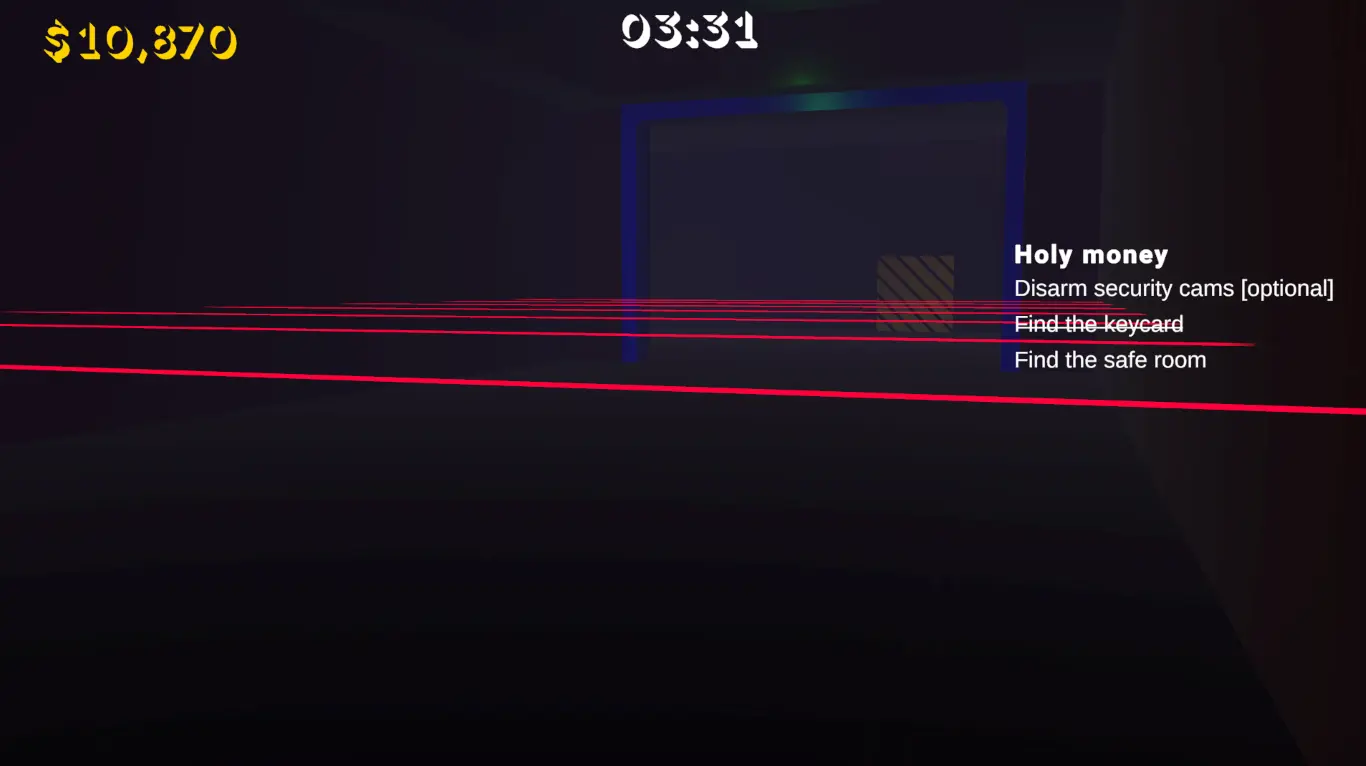 $10,870
03:31
Holy money
Disarm security cams [optional]
Find the keycard
Find the safe room